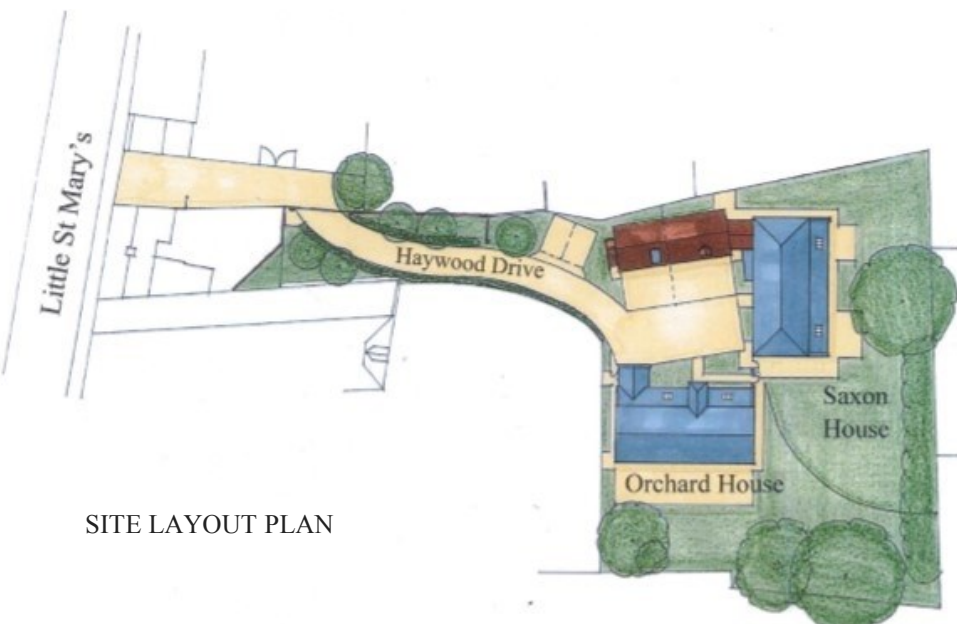 Little St Mary's
Haywood Drive
Saxon
House
Orchard House
SITE LAYOUT PLAN